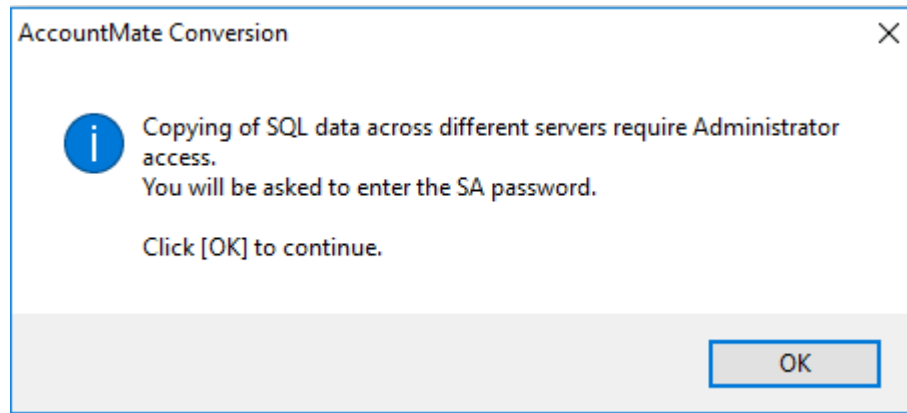 AccountMate Conversion
Copying of SQL data across different servers require Administrator
access.
You will be asked to enter the SA password.
Click [OK] to continue.
OK